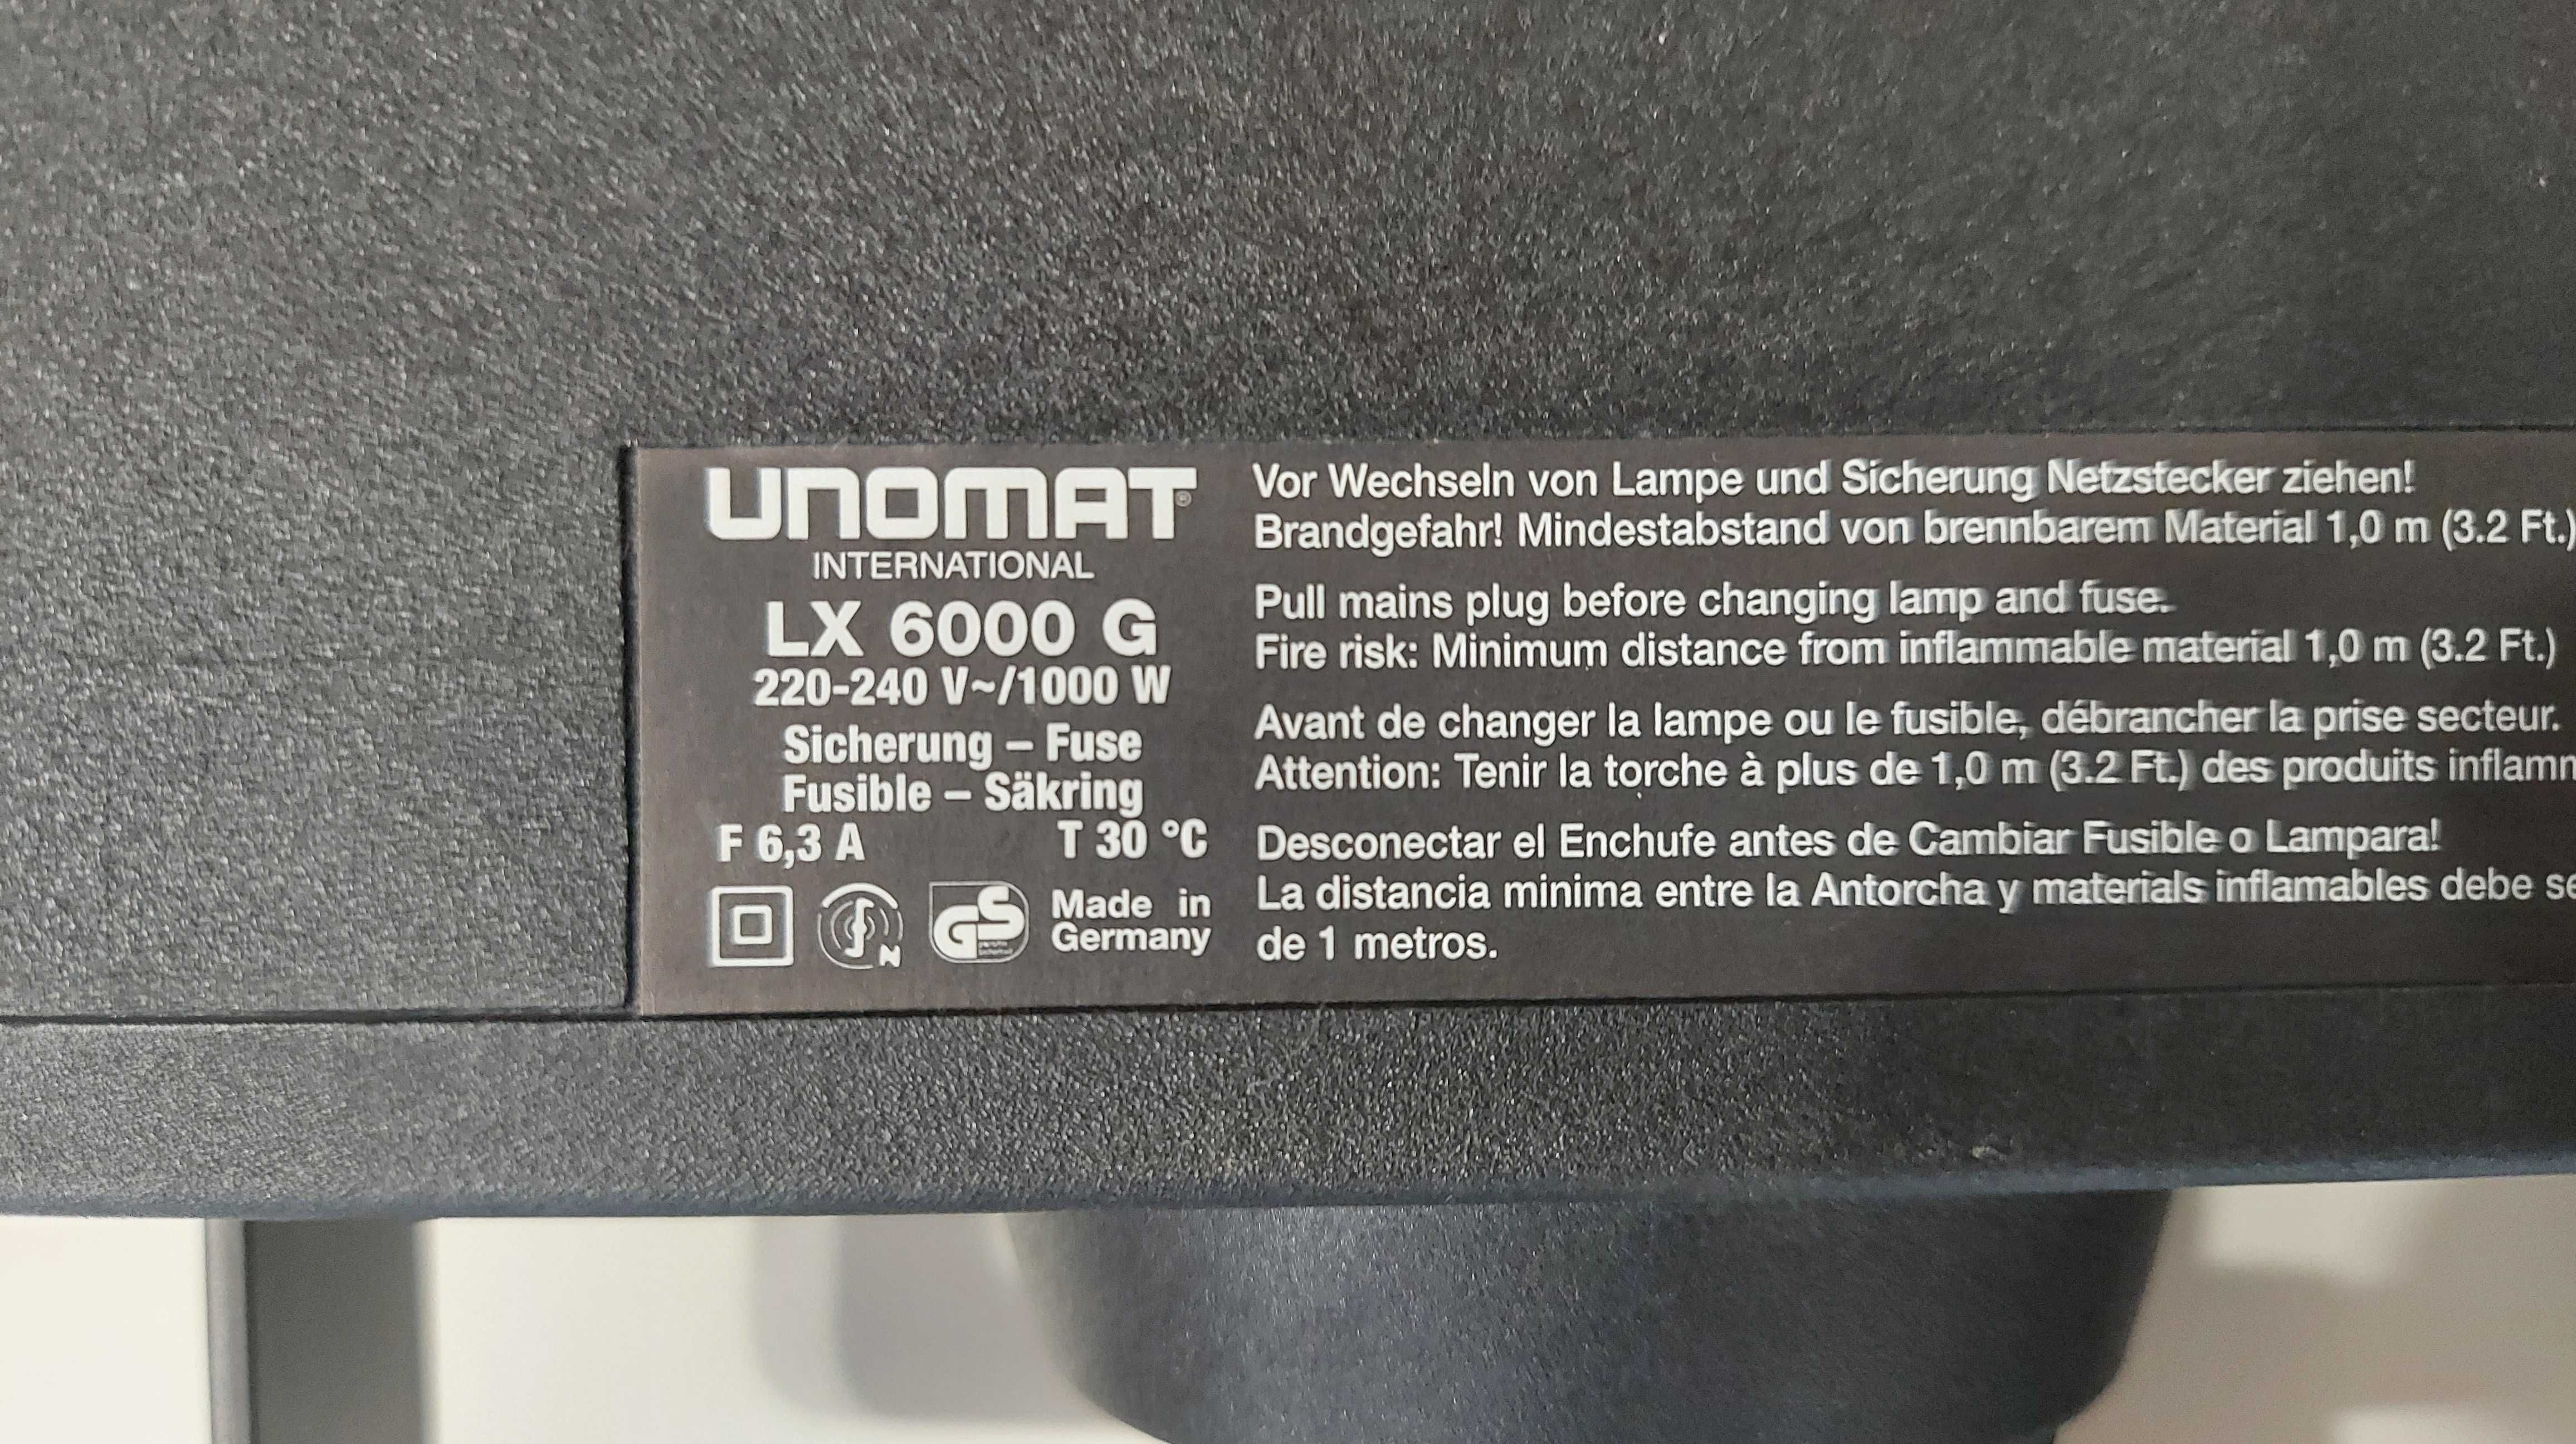 UNOMAT®
INTERNATIONAL
LX 6000 G
220-240 V~/1000 W
Sicherung – Fuse
Fusible – Säkring
F 6,3 A T 30 °C
N
GS
Made in
Germany
Vor Wechseln von Lampe und Sicherung Netzstecker ziehen!
Brandgefahr! Mindestabstand von brennbarem Material 1,0 m (3.2 Ft.)
Pull mains plug before changing lamp and fuse.
Fire risk: Minimum distance from inflammable material 1,0 m (3.2 Ft.)
Avant de changer la lampe ou le fusible, débrancher la prise secteur.
Attention: Tenir la torche à plus de 1,0 m (3.2 Ft.) des produits inflamm
Desconectar el Enchufe antes de Cambiar Fusible o Lampara!
La distancia minima entre la Antorcha y materials inflamables debe se
de 1 metros.